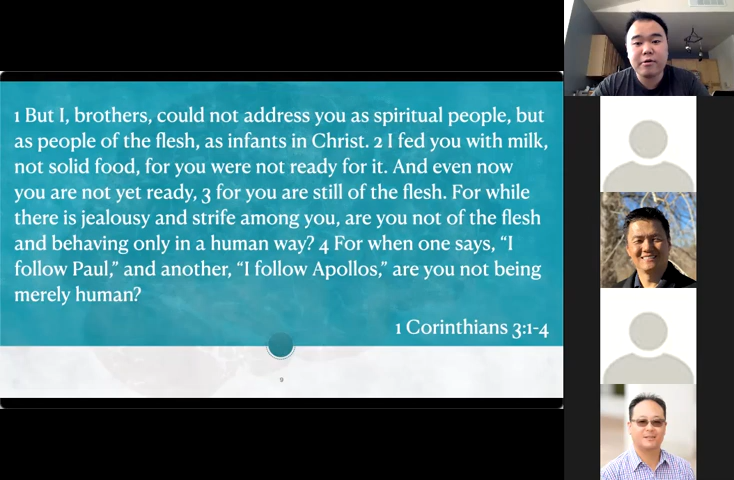 1 But I, brothers, could not address you as spiritual people, but
as people of the flesh, as infants in Christ. 2 I fed you with milk,
not solid food, for you were not ready for it. And even now
you are not yet ready, 3 for you are still of the flesh. For while
there is jealousy and strife among you, are you not of the flesh
and behaving only in a human way? 4 For when one says, “I
follow Paul,” and another, “I follow Apollos,” are you not being
merely human?
1 Corinthians 3:1-4
9